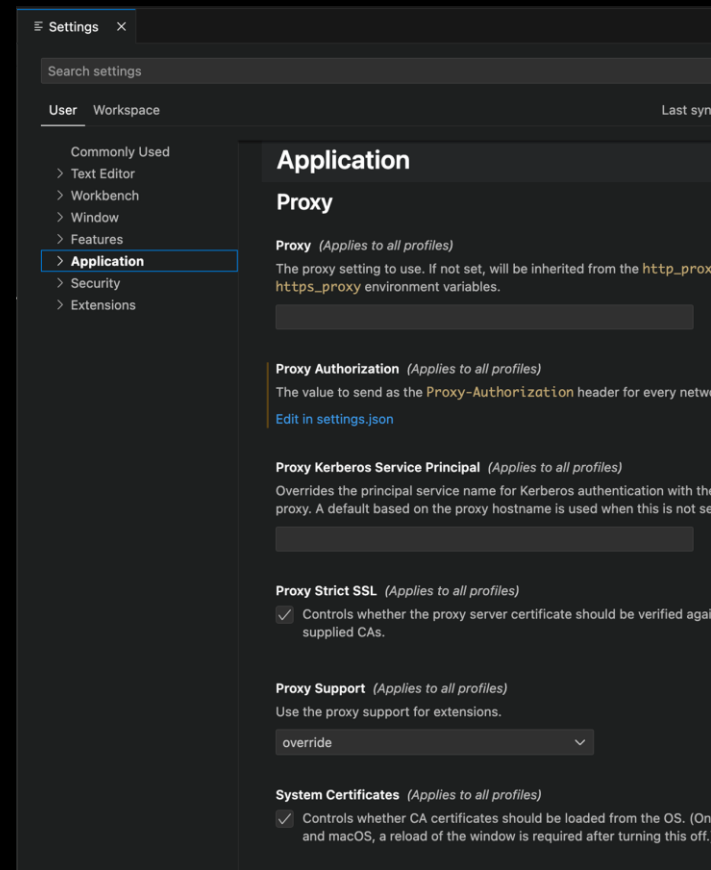 Settings
Search settings
User Workspace
Last syn
Commonly Used
Text Editor
Workbench
Window
Features
Application
Security
Extensions
Application
Proxy
Proxy (Applies to all profiles)
The proxy setting to use. If not set, will be inherited from the http_prox
https_proxy environment variables.
Proxy Authorization (Applies to all profiles)
The value to send as the Proxy-Authorization header for every netw
Edit in settings.json
Proxy Kerberos Service Principal (Applies to all profiles)
Overrides the principal service name for Kerberos authentication with the
proxy. A default based on the proxy hostname is used when this is not se
Proxy Strict SSL (Applies to all profiles)
Controls whether the proxy server certificate should be verified agai
supplied CAs.
Proxy Support (Applies to all profiles)
Use the proxy support for extensions.
override
System Certificates (Applies to all profiles)
Controls whether CA certificates should be loaded from the OS. (On
and macOS, a reload of the window is required after turning this off.